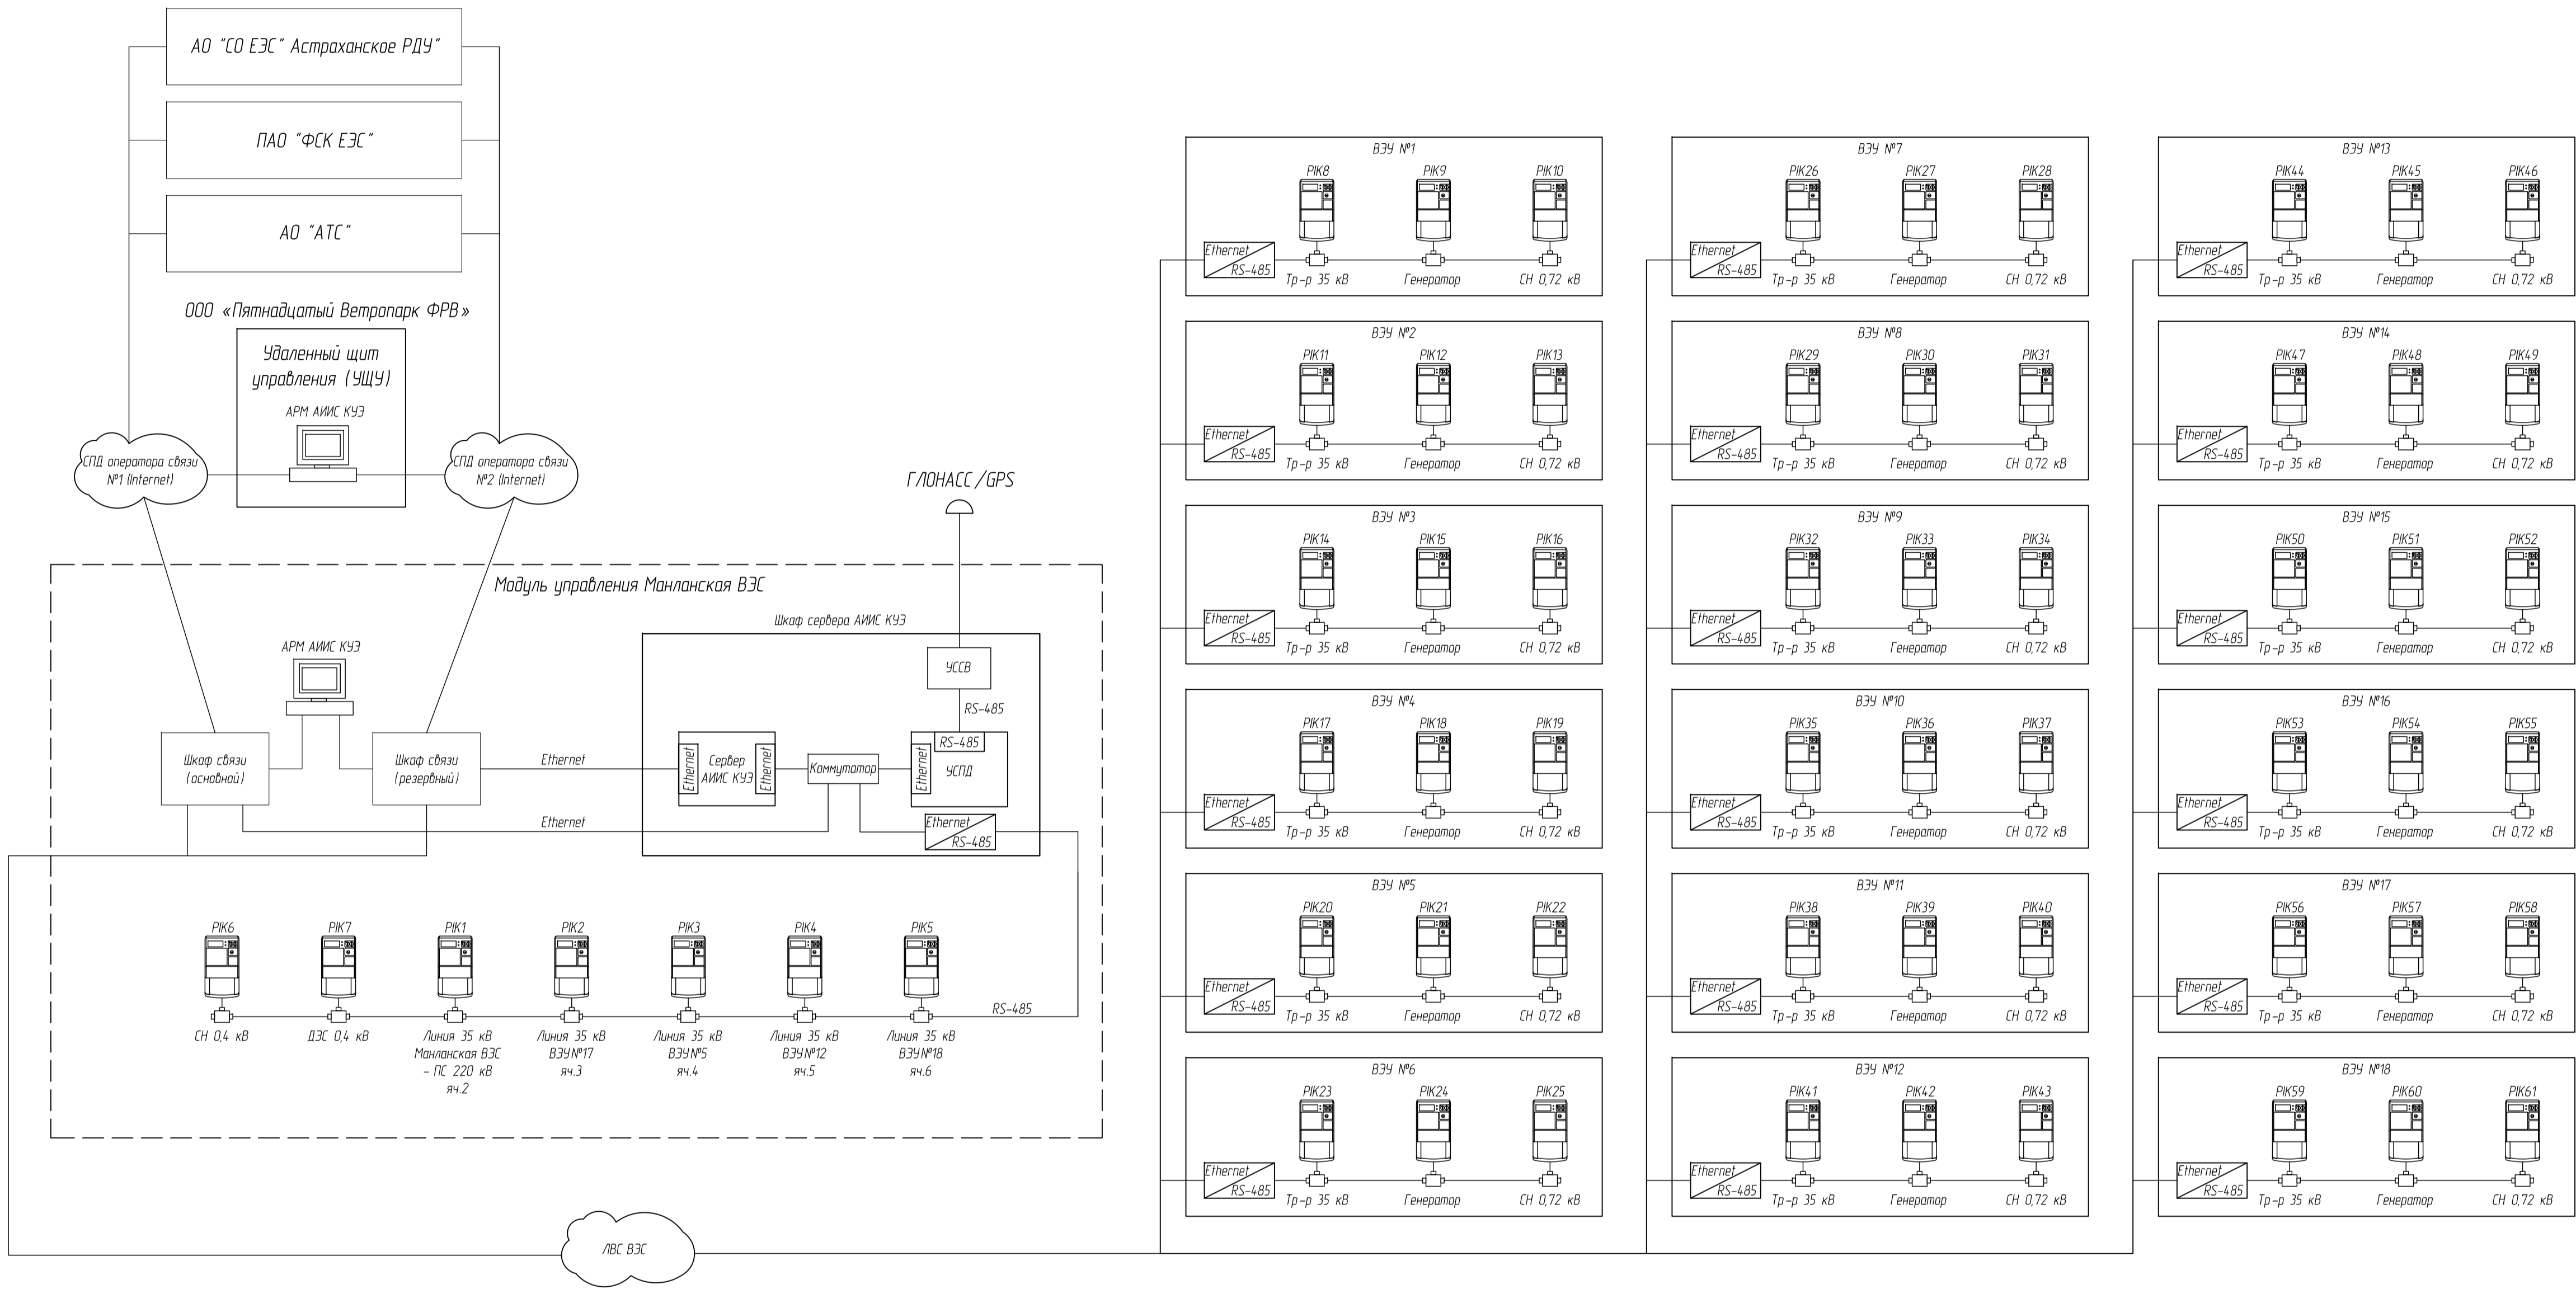 АО "СО ЕЭС" Астраханское РДУ"
ПАО "ФСК ЕЭС"
АО "АТС"
ООО «Пятнадцатый Ветропарк ФРВ»
Удаленный щит
управления (УЩУ)
АРМ АИИС КУЭ
СПД оператора связи
№1 (Internet)
СПД оператора связи
№2 (Internet)
ГЛОНАСС/GPS
Модуль управления Манланская ВЭС
Шкаф сервера АИИС КУЭ
АРМ АИИС КУЭ
УССВ
RS-485
Шкаф связи
(основной)
Шкаф связи
(резервный)
Ethernet
Ethernet
Сервер
АИИС КУЭ
Ethernet
Коммутатор
Ethernet
RS-485
УСПД
Ethernet
Ethernet
RS-485
PIK6
PIK7
PIK1
PIK2
PIK3
PIK4
PIK5
RS-485
СН 0,4 кВ
ДЭС 0,4 кВ
Линия 35 кВ
Манланская ВЭС
- ПС 220 кВ
яч.2
Линия 35 кВ
ВЭУ№17
яч.3
Линия 35 кВ
ВЭУ№5
яч.4
Линия 35 кВ
ВЭУ№12
яч.5
Линия 35 кВ
ВЭУ№18
яч.6
ЛВС ВЭС
ВЭУ №1
PIK8 PIK9 PIK10
Ethernet
RS-485
Тр-р 35 кВ Генератор СН 0,72 кВ
ВЭУ №2
PIK11 PIK12 PIK13
Ethernet
RS-485
Тр-р 35 кВ Генератор СН 0,72 кВ
ВЭУ №3
PIK14 PIK15 PIK16
Ethernet
RS-485
Тр-р 35 кВ Генератор СН 0,72 кВ
ВЭУ №4
PIK17 PIK18 PIK19
Ethernet
RS-485
Тр-р 35 кВ Генератор СН 0,72 кВ
ВЭУ №5
PIK20 PIK21 PIK22
Ethernet
RS-485
Тр-р 35 кВ Генератор СН 0,72 кВ
ВЭУ №6
PIK23 PIK24 PIK25
Ethernet
RS-485
Тр-р 35 кВ Генератор СН 0,72 кВ
ВЭУ №7
PIK26 PIK27 PIK28
Ethernet
RS-485
Тр-р 35 кВ Генератор СН 0,72 кВ
ВЭУ №8
PIK29 PIK30 PIK31
Ethernet
RS-485
Тр-р 35 кВ Генератор СН 0,72 кВ
ВЭУ №9
PIK32 PIK33 PIK34
Ethernet
RS-485
Тр-р 35 кВ Генератор СН 0,72 кВ
ВЭУ №10
PIK35 PIK36 PIK37
Ethernet
RS-485
Тр-р 35 кВ Генератор СН 0,72 кВ
ВЭУ №11
PIK38 PIK39 PIK40
Ethernet
RS-485
Тр-р 35 кВ Генератор СН 0,72 кВ
ВЭУ №12
PIK41 PIK42 PIK43
Ethernet
RS-485
Тр-р 35 кВ Генератор СН 0,72 кВ
ВЭУ №13
PIK44 PIK45 PIK46
Ethernet
RS-485
Тр-р 35 кВ Генератор СН 0,72 кВ
ВЭУ №14
PIK47 PIK48 PIK49
Ethernet
RS-485
Тр-р 35 кВ Генератор СН 0,72 кВ
ВЭУ №15
PIK50 PIK51 PIK52
Ethernet
RS-485
Тр-р 35 кВ Генератор СН 0,72 кВ
ВЭУ №16
PIK53 PIK54 PIK55
Ethernet
RS-485
Тр-р 35 кВ Генератор СН 0,72 кВ
ВЭУ №17
PIK56 PIK57 PIK58
Ethernet
RS-485
Тр-р 35 кВ Генератор СН 0,72 кВ
ВЭУ №18
PIK59 PIK60 PIK61
Ethernet
RS-485
Тр-р 35 кВ Генератор СН 0,72 кВ